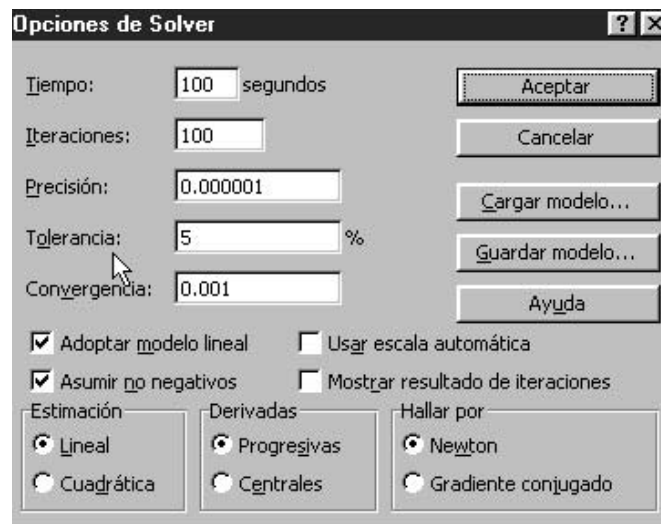 Opciones de Solver
Tiempo: 100 segundos
Aceptar
Iteraciones: 100
Cancelar
Precisión: 0.000001
Cargar modelo...
Tolerancia: 5 %
Guardar modelo...
Convergencia: 0.001
Ayuda
Adoptar modelo lineal
Usar escala automática
Asumir no negativos
Mostrar resultado de iteraciones
Estimación
Lineal
Cuadrática
Derivadas
Progresivas
Centrales
Hallar por
Newton
Gradiente conjugado